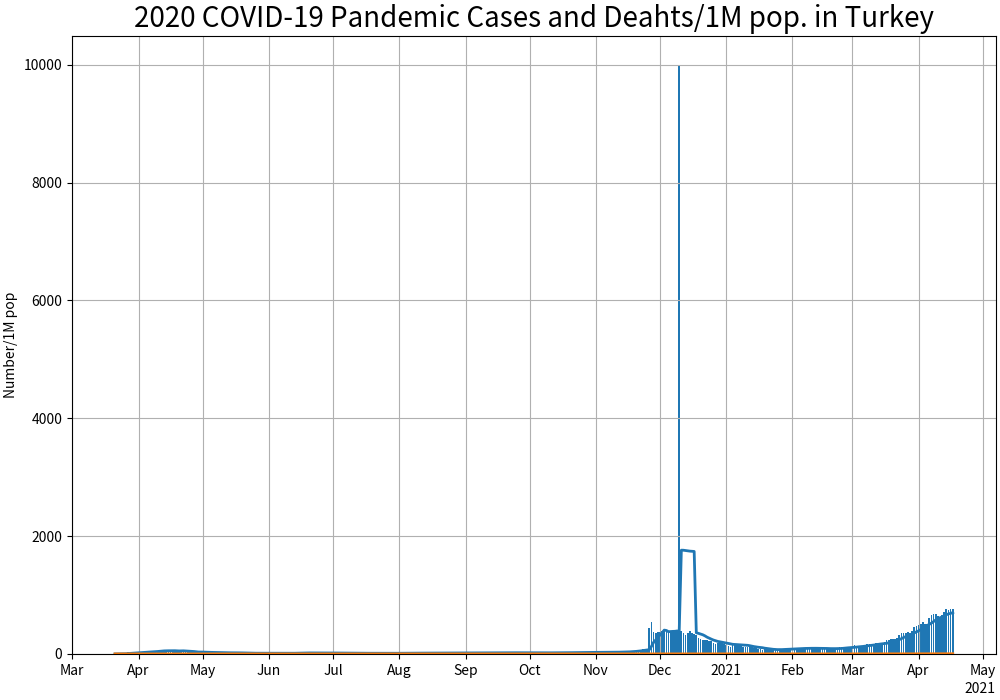 2020 COVID-19 Pandemic Cases and Deahts/1M pop. in Turkey
Number/1M pop
10000
8000
6000
4000
2000
0
Mar Apr May Jun Jul Aug Sep Oct Nov Dec 2021 Feb Mar Apr May
2021